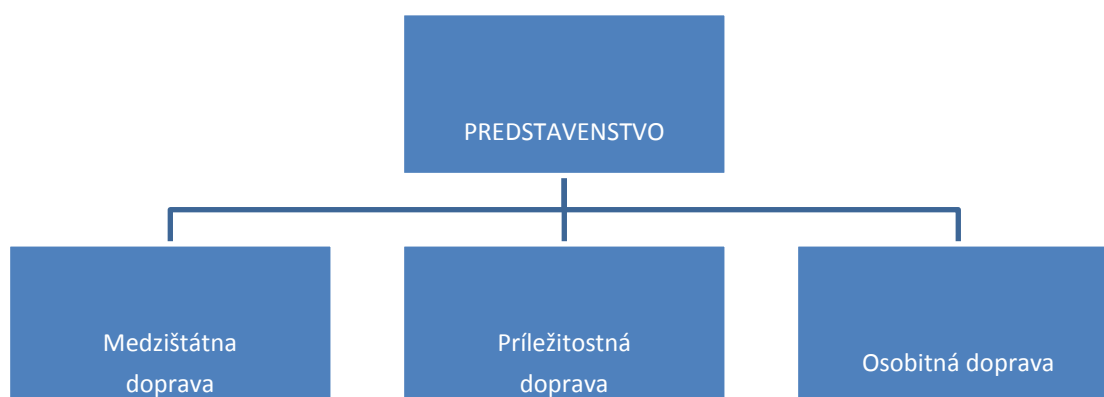 PREDSTAVENSTVO
Medzištátna
doprava
Príležitostná
doprava
Osobitná doprava